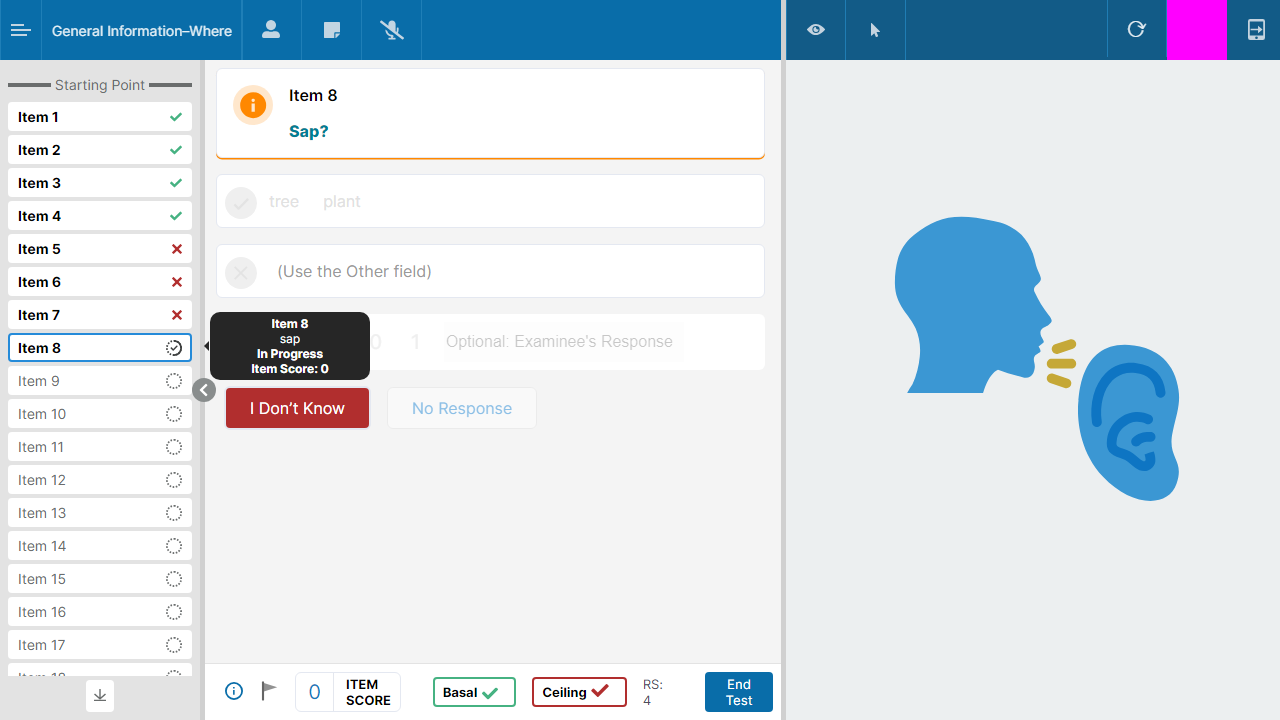 General Information–Where
Starting Point
Item 1
Item 2
Item 3
Item 4
Item 5
Item 6
Item 7
Item 8
Item 9
Item 10
Item 11
Item 12
Item 13
Item 14
Item 15
Item 16
Item 17
Item 8
Sap?
tree plant
(Use the Other field)
0 1 Optional: Examinee's Response
Item 8
sap
In Progress
Item Score: 0
I Don't Know No Response
0 ITEM
SCORE
Basal
Ceiling
RS:
4
End
Test